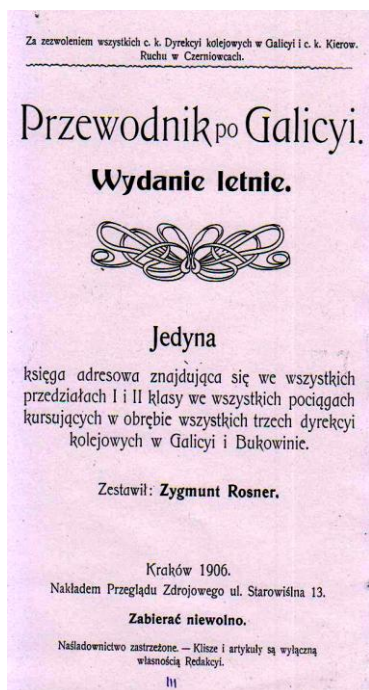 Za zezwoleniem wszystkich c. k. Dyrekcyi kolejowych w Galicyi i c. k. Kierow.
Ruchu w Czerniowcach.
Przewodnik po Galicyi.
Wydanie letnie.
Jedyna
księga adresowa znajdująca się we wszystkich
przedziałach I i II klasy we wszystkich pociągach
kursujących w obrębie wszystkich trzech dyrekcyi
kolejowych w Galicyi i Bukowinie.
Zestawił: Zygmunt Rosner.
Kraków 1906.
Nakładem Przeglądu Zdrojowego ul. Starowiślna 13.
Zabierać niewolno.
Naśladownictwo zastrzeżone. — Klisze i artykuły są wyłączną
własnością Redakcyi.